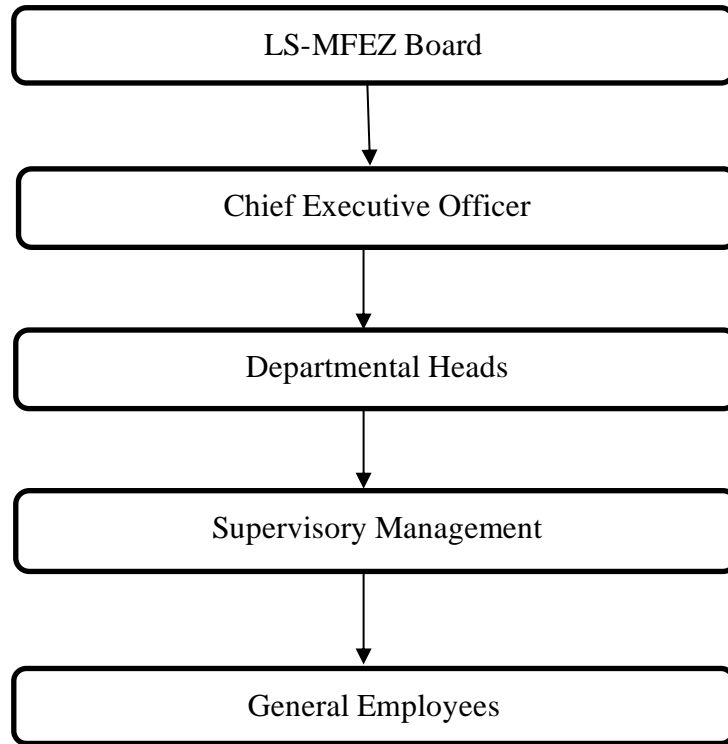 LS-MFEZ Board
Chief Executive Officer
Departmental Heads
Supervisory Management
General Employees